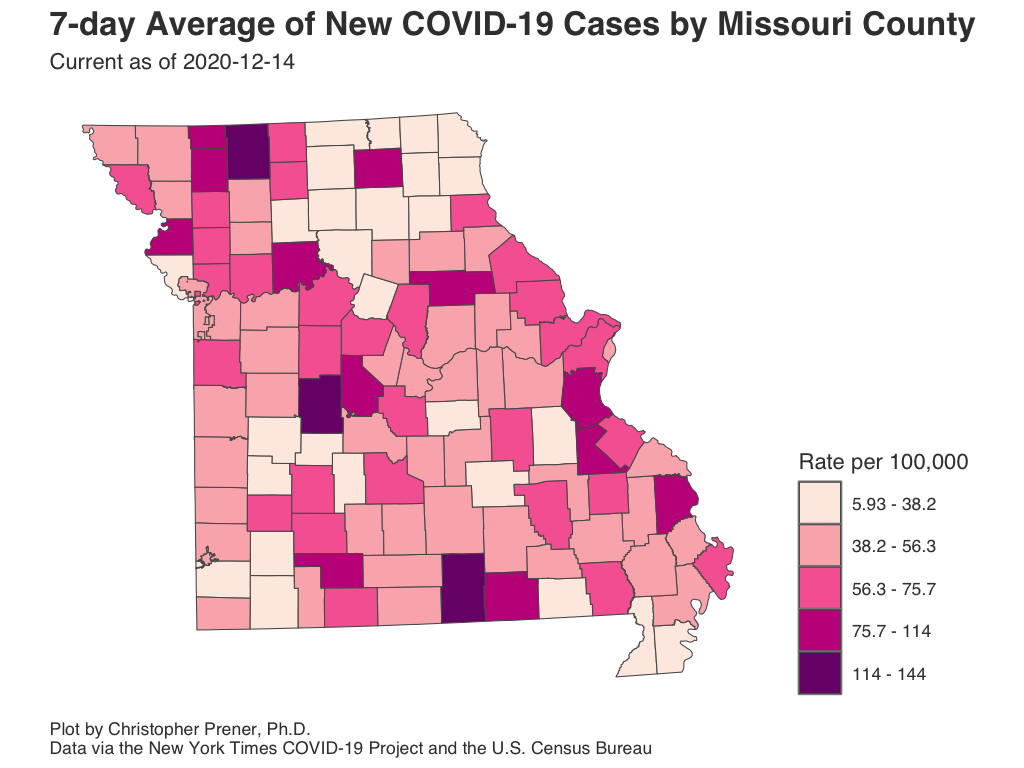 7-day Average of New COVID-19 Cases by Missouri County
Current as of 2020-12-14
Rate per 100,000
5.93 - 38.2
38.2 - 56.3
56.3 - 75.7
75.7 - 114
114 - 144
Plot by Christopher Prener, Ph.D.
Data via the New York Times COVID-19 Project and the U.S. Census Bureau